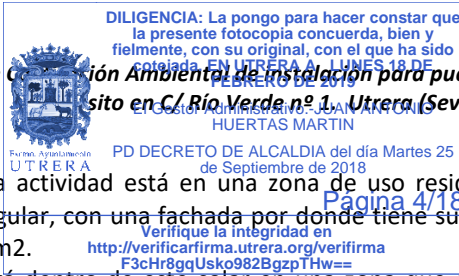 DILIGENCIA: La pongo para hacer constar que
la presente fotocopia concuerda, bien y
fielmente, con su original, con el que ha sido
cotejada. EN UTRERA A, LUNES 18 DE
FEBRERO DE 2019
ción Ambiental de instalación para pue
sito en C/ Río Verde nº 1. Utrera (Sev
El Gestor Administrativo.- JUAN ANTONIO
HUERTAS MARTIN
Excmo. Ayuntamiento
UTRERA
PD DECRETO DE ALCALDIA del día Martes 25
de Septiembre de 2018
a actividad está en una zona de uso resid
Página 4/18
gular, con una fachada por donde tiene su
Verifique la integridad en
m2.
http://verificarfirma.utrera.org/verifirma
F3cHr8gqUsko982BgzpTHw==